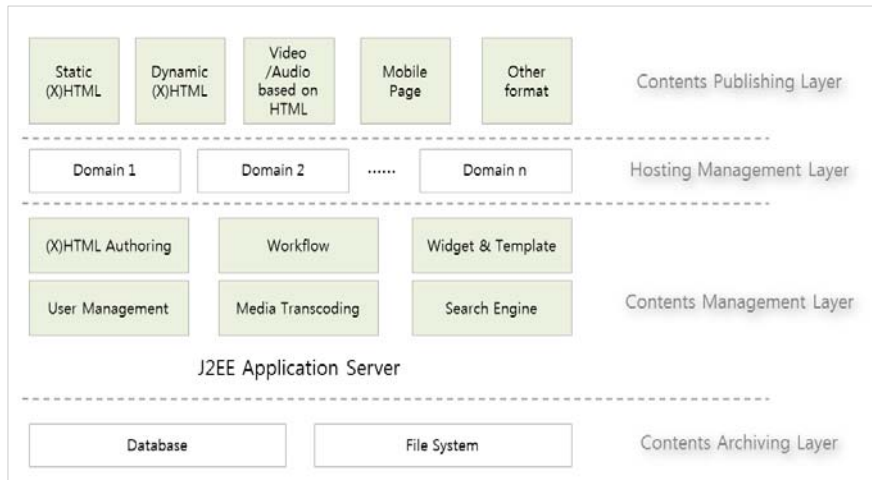 Static
(X)HTML
Dynamic
(X)HTML
Video
/Audio
based on
HTML
Mobile
Page
Other
format
Contents Publishing Layer
Domain 1
Domain 2
......
Domain n
Hosting Management Layer
(X)HTML Authoring
Workflow
Widget & Template
User Management
Media Transcoding
Search Engine
Contents Management Layer
J2EE Application Server
Database
File System
Contents Archiving Layer